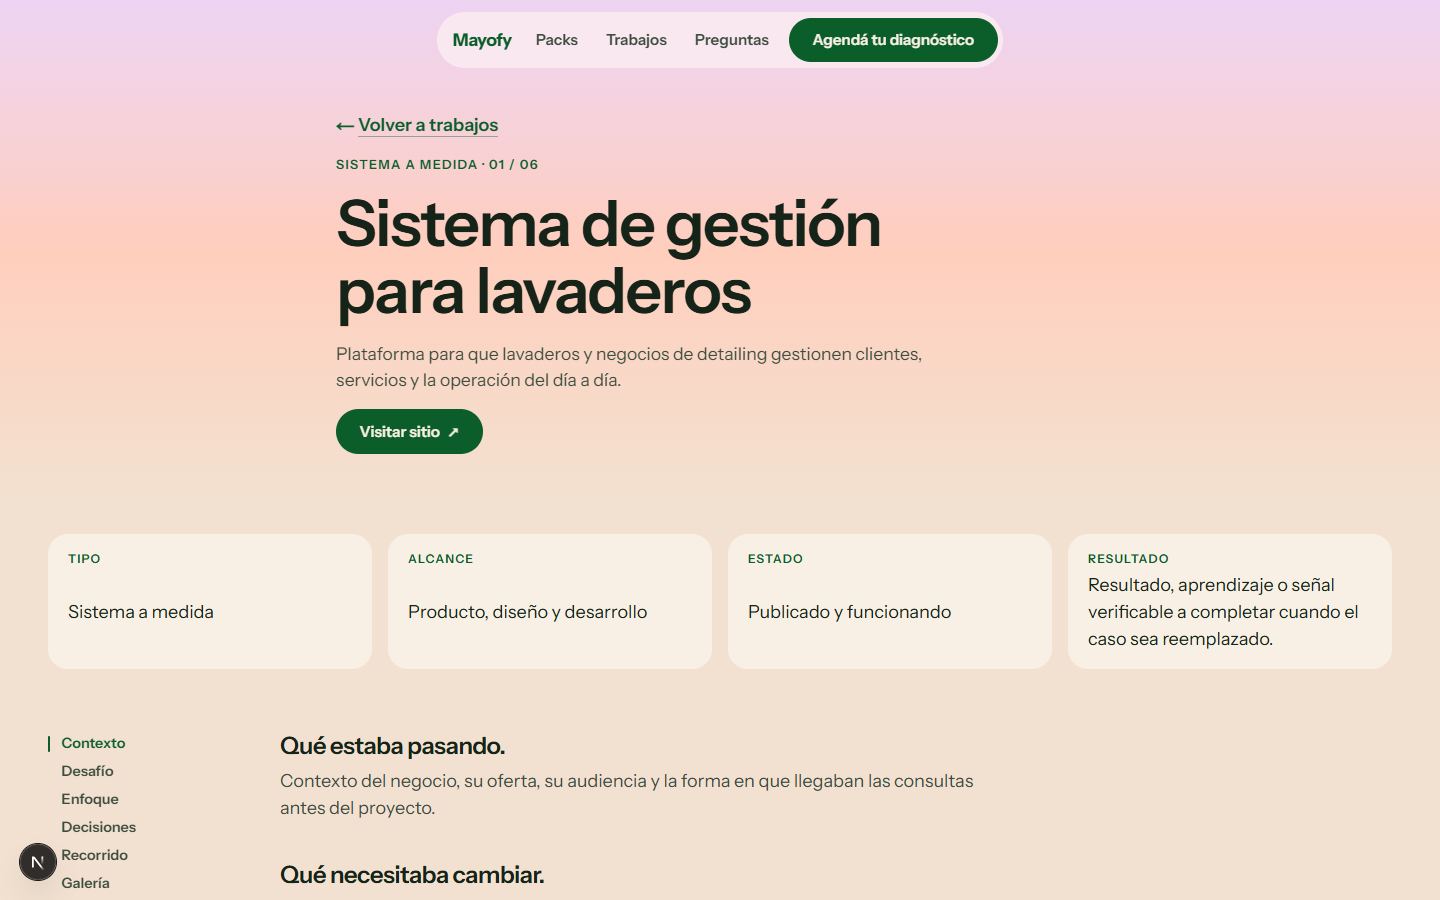 Mayofy Packs Trabajos Preguntas Agendá tu diagnóstico
← Volver a trabajos
SISTEMA A MEDIDA · 01 / 06
Sistema de gestión
para lavaderos
Plataforma para que lavaderos y negocios de detailing gestionen clientes,
servicios y la operación del día a día.
Visitar sitio ↗
TIPO
Sistema a medida
ALCANCE
Producto, diseño y desarrollo
ESTADO
Publicado y funcionando
RESULTADO
Resultado, aprendizaje o señal
verificable a completar cuando el
caso sea reemplazado.
Contexto
Desafío
Enfoque
Decisiones
Recorrido
Galería
N
Qué estaba pasando.
Contexto del negocio, su oferta, su audiencia y la forma en que llegaban las consultas
antes del proyecto.
Qué necesitaba cambiar.